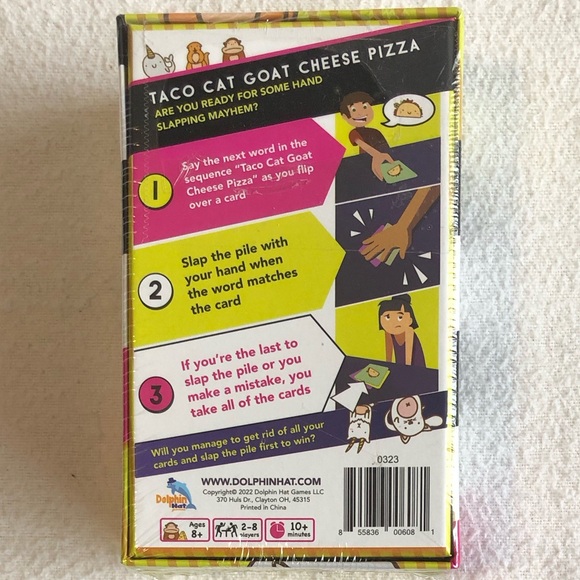 TACO CAT GOAT CHEESE PIZZA
ARE YOU READY FOR SOME HAND
SLAPPING MAYHEM?
1
Say the next word in the
sequence "Taco Cat Goat
Cheese Pizza" as you flip
over a card
2
Slap the pile with
your hand when
the word matches
the card
3
If you're the last to
slap the pile or you
make a mistake, you
take all of the cards
Will you manage to get rid of all your
cards and slap the pile first to win?
Dolphin
Hat
WWW.DOLPHINHAT.COM
Copyright© 2022 Dolphin Hat Games LLC
370 Huls Dr., Clayton OH, 45315
Printed in China
Ages
8+
2-8
players
10+
minutes
0323
8 55836 00608 1